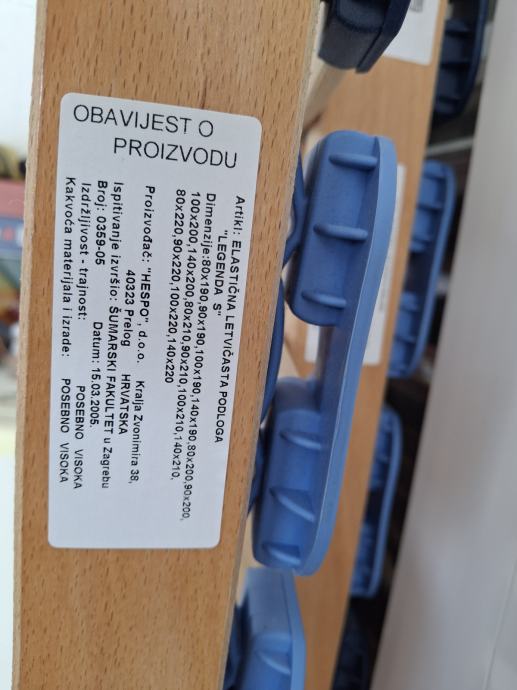 OBAVIJEST O
PROIZVODU
Artikl: ELASTIČNA LETVIČASTA PODLOGA
"LEGENDA S"
Dimenzije:80x190,90x190,100x190,140x190,80x200,90x200,
100x200,140x200,80x210,90x210,100x210,140x210,
80x220,90x220,100x220,140x220
Proizvođač: "HESPO", d.o.o. Kralja Zvonimira 38,
40323 Prelog HRVATSKA
Ispitivanje izvršio: ŠUMARSKI FAKULTET u Zagrebu
Broj: 0359-05 Datum: 15.03.2005.
Izdržljivost - trajnost: POSEBNO VISOKA
Kakvoća materijala i izrade: POSEBNO VISOKA